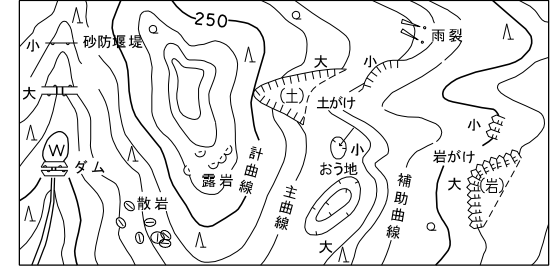 250
小
砂防堰堤
大
W
ダム
散岩
露岩
計曲線
主曲線
大
(土)
土がけ
小
雨裂
小
おう地
大
補助曲線
小
岩がけ
大
(岩)